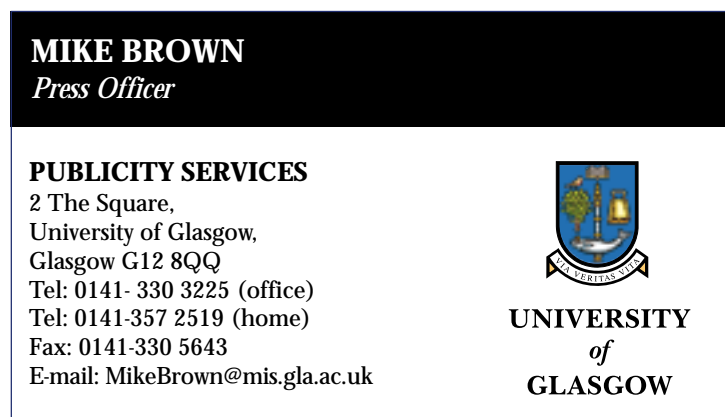 MIKE BROWN
Press Officer
PUBLICITY SERVICES
2 The Square,
University of Glasgow,
Glasgow G12 8QQ
Tel: 0141- 330 3225 (office)
Tel: 0141-357 2519 (home)
Fax: 0141-330 5643
E-mail: MikeBrown@mis.gla.ac.uk
VIA VERITAS VITA
UNIVERSITY
of
GLASGOW